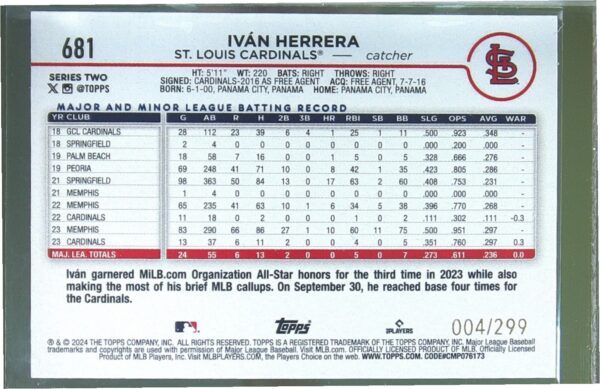 681
IVÁN HERRERA
ST. LOUIS CARDINALS® — catcher
SERIES TWO
@TOPPS
HT: 5'11" WT: 220 BATS: RIGHT THROWS: RIGHT
SIGNED: CARDINALS-2016 AS FREE AGENT ACQ: FREE AGENT, 7-7-16
BORN: 6-1-00, PANAMA CITY, PANAMA HOME: PANAMA CITY, PANAMA
MAJOR AND MINOR LEAGUE BATTING RECORD
YR CLUB G AB R H 2B 3B HR RBI SB BB SLG OPS AVG WAR
18 GCL CARDINALS 28 112 23 39 6 4 1 25 1 11 .500 .923 .348 -
18 SPRINGFIELD 2 4 0 0 0 0 0 0 0 0 .000 .200 .000 -
19 PALM BEACH 18 58 7 16 0 0 1 5 0 5 .328 .666 .276 -
19 PEORIA 69 248 41 71 10 0 8 42 1 35 .423 .805 .286 -
21 SPRINGFIELD 98 363 50 84 13 0 17 63 2 60 .408 .753 .231 -
21 MEMPHIS 1 4 0 0 0 0 0 0 0 0 .000 .000 .000 -
22 MEMPHIS 65 235 41 63 10 1 6 34 5 38 .396 .770 .268 -
22 CARDINALS 11 18 0 2 0 0 0 1 0 2 .111 .302 .111 -0.3
23 MEMPHIS 83 290 66 86 27 1 10 60 11 75 .500 .951 .297 -
23 CARDINALS 13 37 6 11 2 0 0 4 0 5 .351 .760 .297 0.3
MAJ. LEA. TOTALS 24 55 6 13 2 0 0 5 0 7 .273 .611 .236 0.0
Iván garnered MiLB.com Organization All-Star honors for the third time in 2023 while also
making the most of his brief MLB callups. On September 30, he reached base four times for
the Cardinals.
Topps
PLAYERS
004/299
® & © 2024 THE TOPPS COMPANY, INC. ALL RIGHTS RESERVED. TOPPS IS A REGISTERED TRADEMARK OF THE TOPPS COMPANY, INC. Major League Baseball
trademarks and copyrights are used with permission of Major League Baseball. Visit MLB.com. OFFICIALLY LICENSED PRODUCT OF MLB. Officially Licensed
Product of MLB Players, Inc. Visit MLBPLAYERS.com, the Players Choice on the web. WWW.TOPPS.COM. CODE#CMP076173